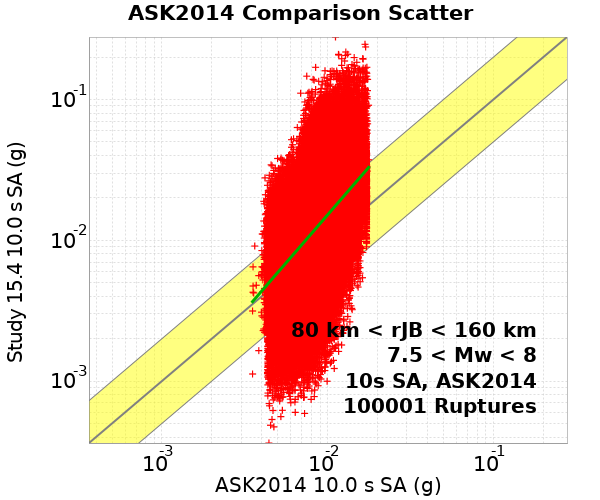 ASK2014 Comparison Scatter
Study 15.4 10.0 s SA (g)
10-1
10-2
10-3
80 km < rJB < 160 km
7.5 < Mw < 8
10s SA, ASK2014
100001 Ruptures
10-3 10-2 10-1
ASK2014 10.0 s SA (g)